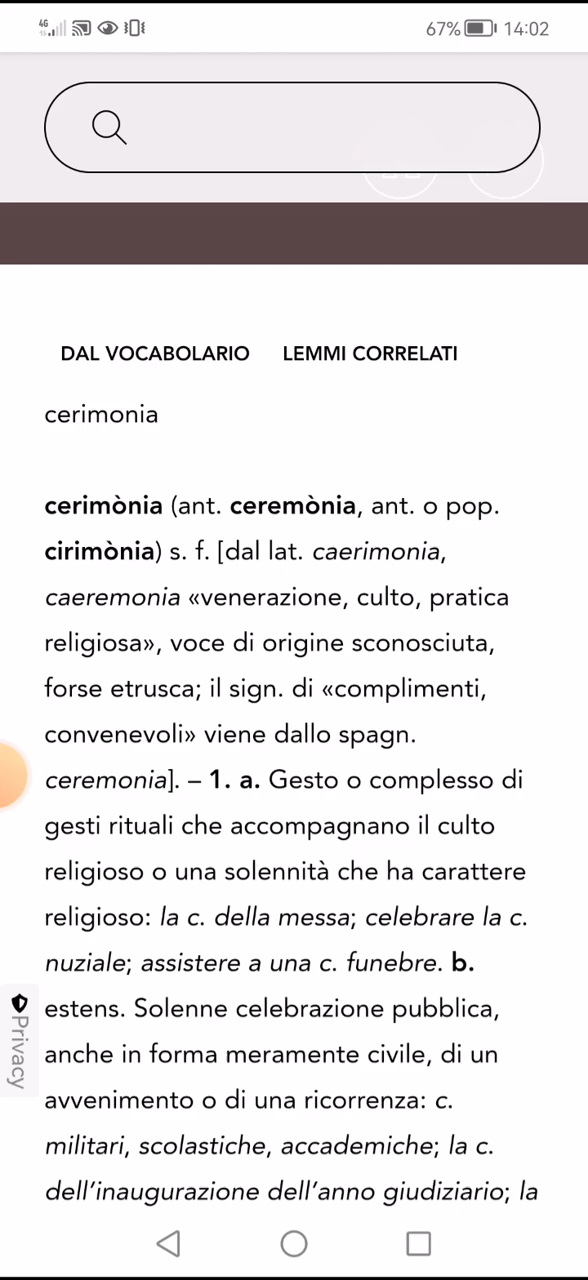 4G 67% 14:02
DAL VOCABOLARIO LEMMI CORRELATI
cerimonia
cerimònia (ant. ceremònia, ant. o pop.
cirimònia) s. f. [dal lat. caerimonia,
caeremonia «venerazione, culto, pratica
religiosa», voce di origine sconosciuta,
forse etrusca; il sign. di «complimenti,
convenevoli» viene dallo spagn.
ceremonia]. – 1. a. Gesto o complesso di
gesti rituali che accompagnano il culto
religioso o una solennità che ha carattere
religioso: la c. della messa; celebrare la c.
nuziale; assistere a una c. funebre. b.
estens. Solenne celebrazione pubblica,
anche in forma meramente civile, di un
avvenimento o di una ricorrenza: c.
militari, scolastiche, accademiche; la c.
dell’inaugurazione dell’anno giudiziario; la
Privacy